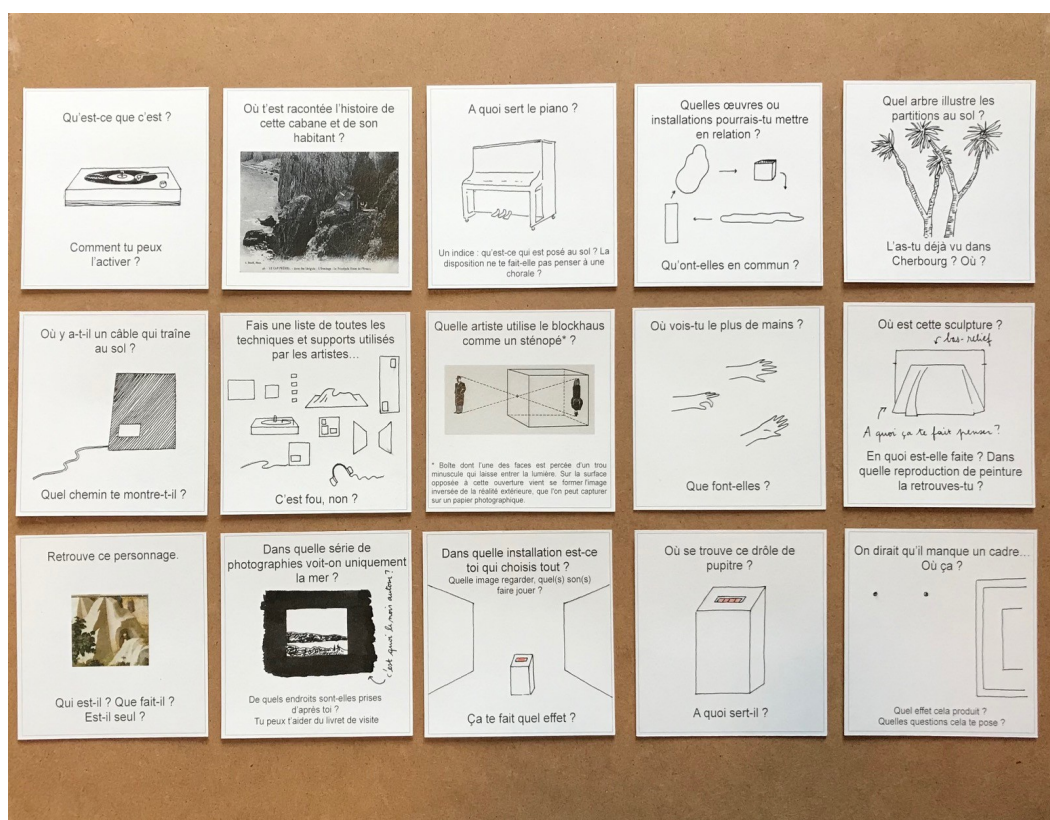 Qu'est-ce que c'est ?
Comment tu peux
l'activer ?
Où t'est racontée l'histoire de
cette cabane et de son
habitant ?
A quoi sert le piano ?
Un indice : qu'est-ce qui est posé au sol ? La
disposition ne te fait-elle pas penser à une
chorale ?
Quelles œuvres ou
installations pourrais-tu mettre
en relation ?
Qu'ont-elles en commun ?
Quel arbre illustre les
partitions au sol ?
L'as-tu déjà vu dans
Cherbourg ? Où ?
Où y a-t-il un câble qui traîne
au sol ?
Quel chemin te montre-t-il ?
Fais une liste de toutes les
techniques et supports utilisés
par les artistes…
C'est fou, non ?
Quelle artiste utilise le blockhaus
comme un sténopé* ?
* Boîte dont l'une des faces est percée d'un trou
minuscule qui laisse entrer la lumière. Sur la surface
opposée à cette ouverture vient se former l'image
inversée de la réalité extérieure, que l'on peut capturer
sur un papier photographique.
Où vois-tu le plus de mains ?
Que font-elles ?
Où est cette sculpture ?
bas-relief
A quoi ça te fait penser ?
En quoi est-elle faite ? Dans
quelle reproduction de peinture
la retrouves-tu ?
Retrouve ce personnage.
Qui est-il ? Que fait-il ?
Est-il seul ?
Dans quelle série de
photographies voit-on uniquement
la mer ?
c'est quoi le noir autour ?
De quels endroits sont-elles prises
d'après toi ?
Tu peux t'aider du livret de visite
Dans quelle installation est-ce
toi qui choisis tout ?
Quelle image regarder, quel(s) son(s)
faire jouer ?
Ça te fait quel effet ?
Où se trouve ce drôle de
pupitre ?
A quoi sert-il ?
On dirait qu'il manque un cadre…
Où ça ?
Quel effet cela produit ?
Quelles questions cela te pose ?